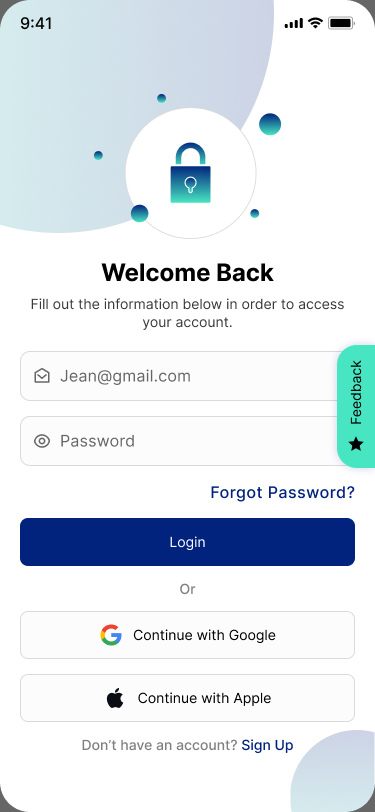 9:41
Welcome Back
Fill out the information below in order to access
your account.
Jean@gmail.com
Feedback
Password
Forgot Password?
Login
Or
Continue with Google
Continue with Apple
Don’t have an account? Sign Up